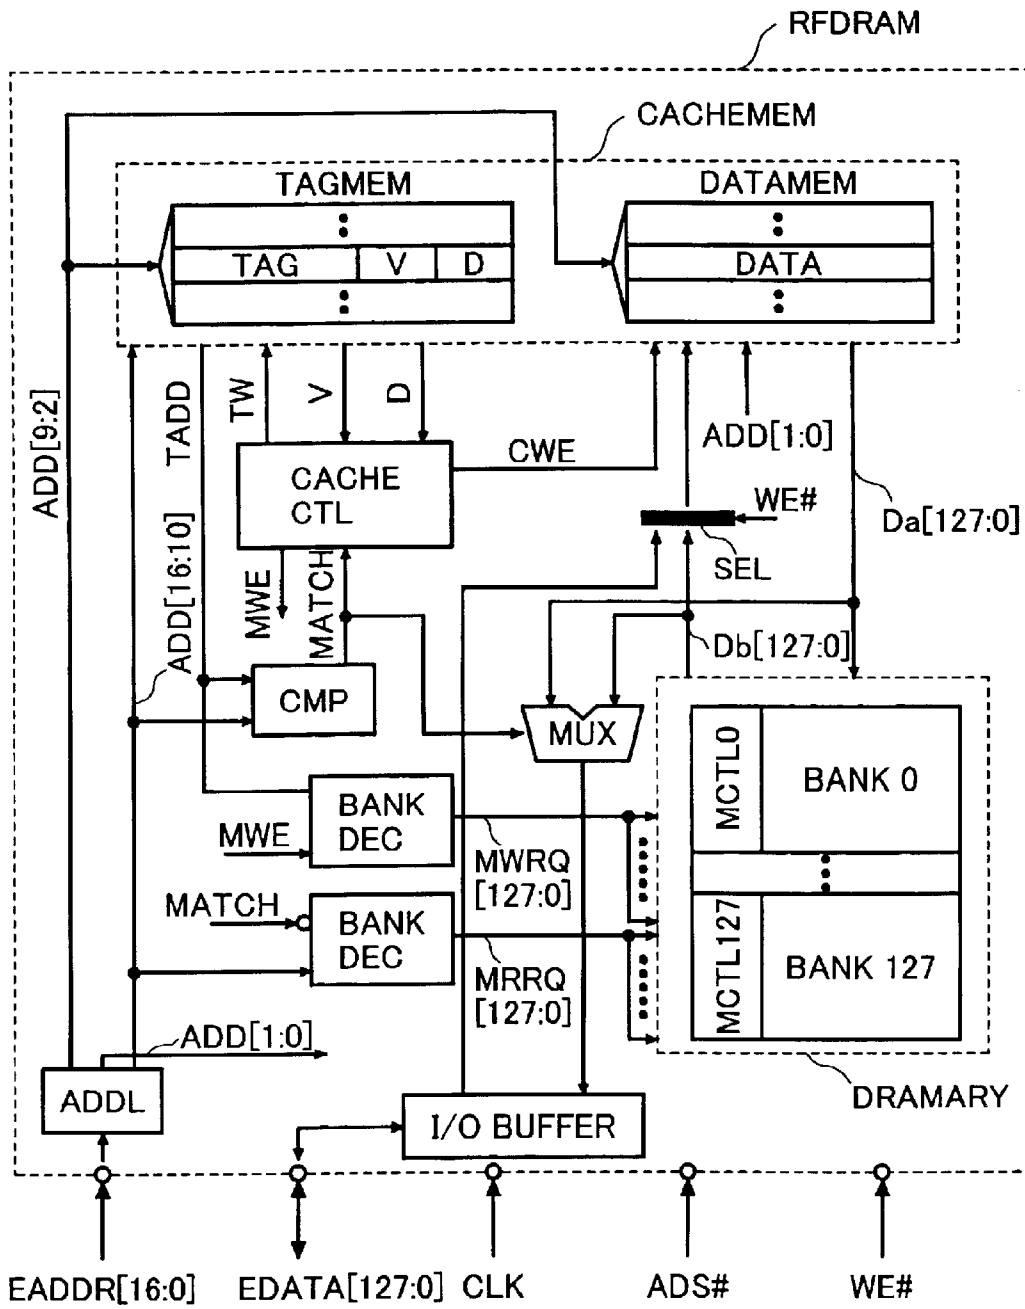 RFDRAM
CACHEMEM
TAGMEM
DATAMEM
TAG V D
DATA
ADD[9:2]
TADD
TW
V
D
CWE
ADD[1:0]
CACHE
CTL
WE#
SEL
Da[127:0]
ADD[16:10]
MWE
MATCH
Db[127:0]
CMP
MUX
MCTL0
BANK 0
BANK
DEC
MWE
MWRQ
[127:0]
MATCH
BANK
DEC
MRRQ
[127:0]
MCTL127
BANK 127
ADD[1:0]
ADDL
I/O BUFFER
DRAMARY
EADDR[16:0]
EDATA[127:0]
CLK
ADS#
WE#